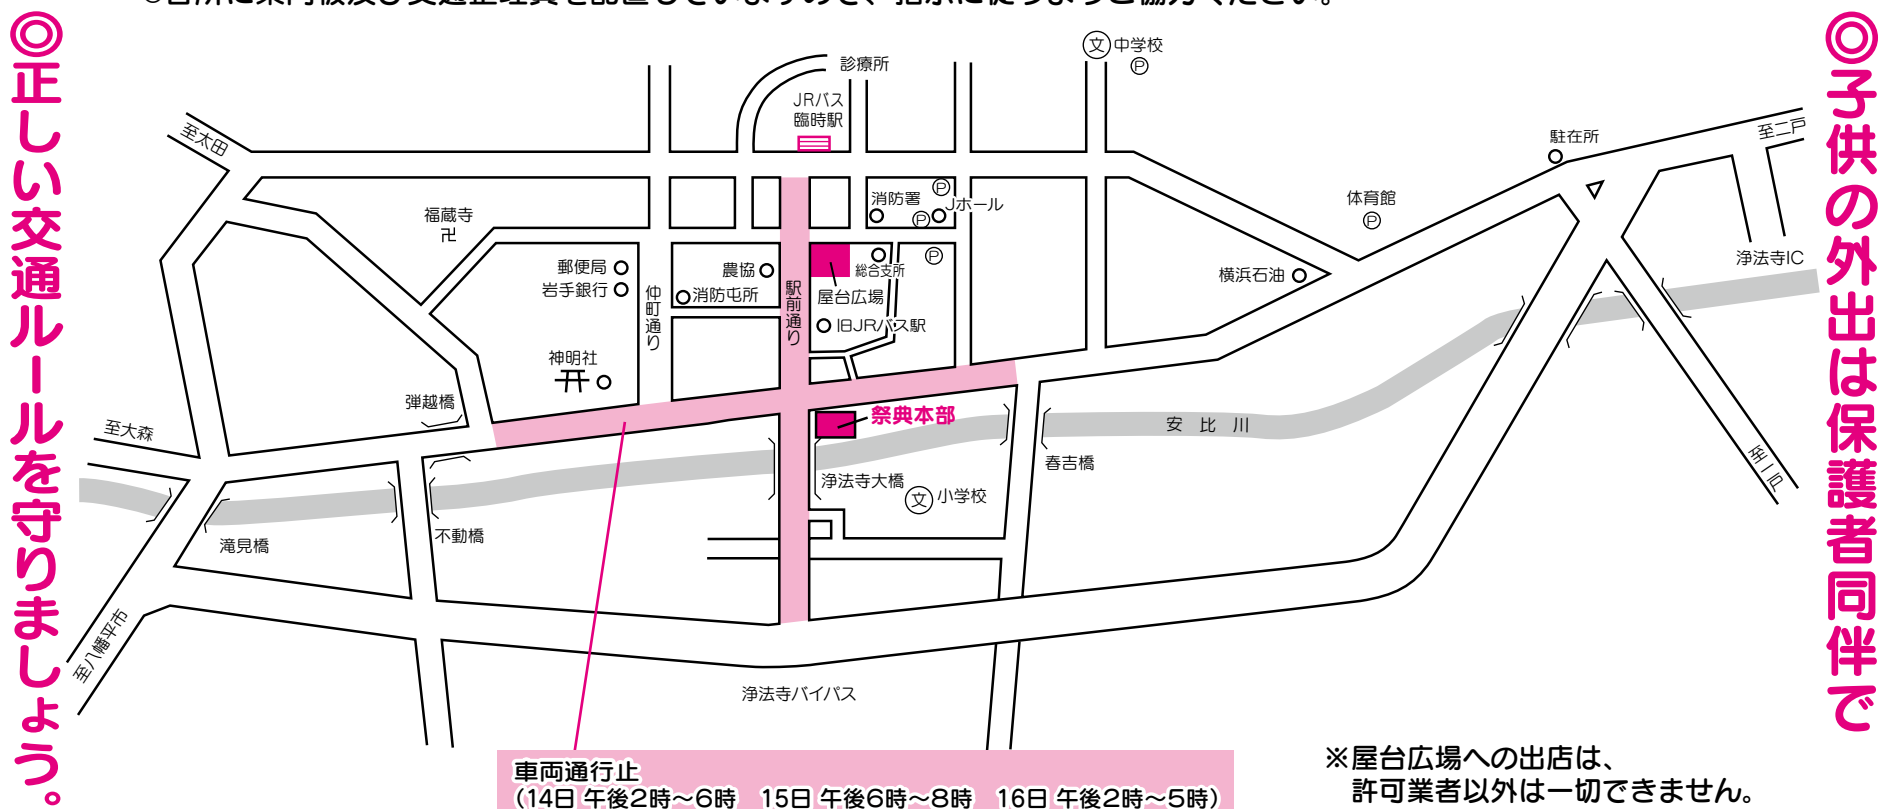 ◎正しい交通ルールを守りましょう。
◎子供の外出は保護者同伴で
文 中学校
P
診療所
JRバス
臨時駅
至太田
駐在所
至二戸
消防署
P
P
Jホール
体育館
P
福蔵寺
卍
郵便局
岩手銀行
農協
消防屯所
仲町通り
駅前通り
総合支所
P
屋台広場
旧JRバス駅
横浜石油
浄法寺IC
神明社
弾越橋
至大森
祭典本部
安比川
春吉橋
至一戸
浄法寺大橋
文 小学校
滝見橋
不動橋
至八幡平市
浄法寺バイパス
車両通行止
(14日 午後2時～6時 15日 午後6時～8時 16日 午後2時～5時)
※屋台広場への出店は、
許可業者以外は一切できません。